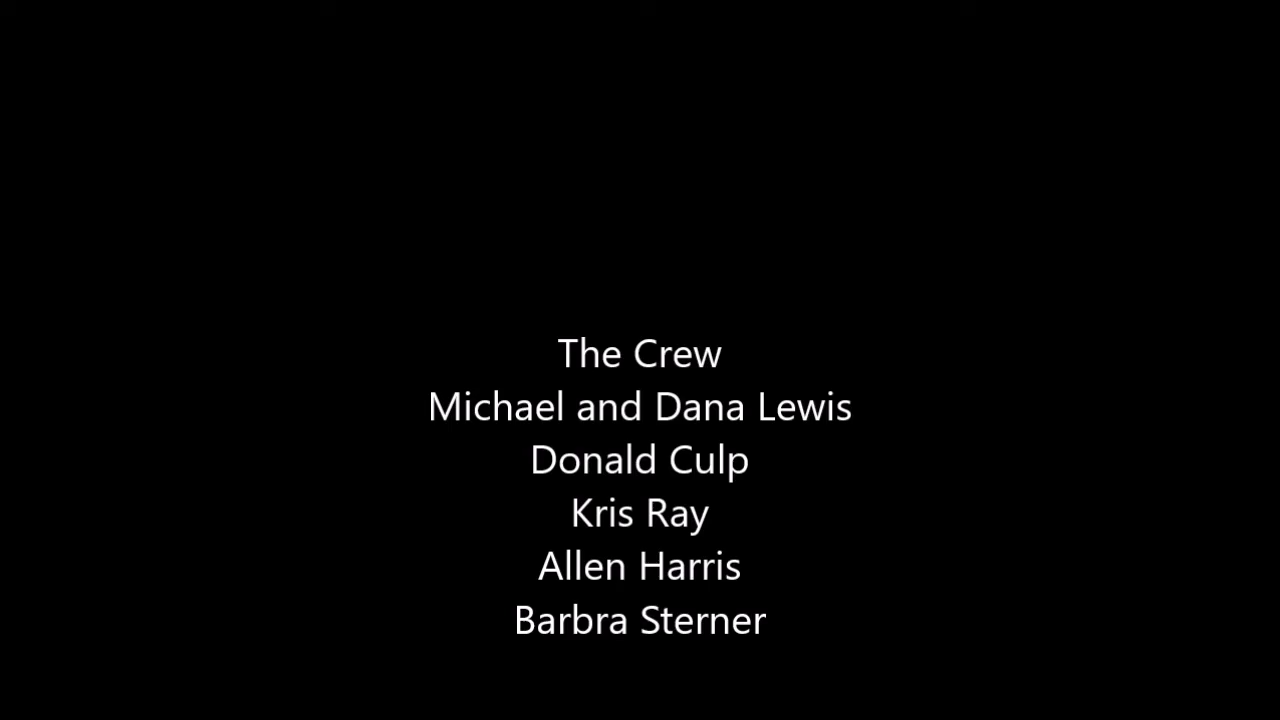 The Crew
Michael and Dana Lewis
Donald Culp
Kris Ray
Allen Harris
Barbra Sterner